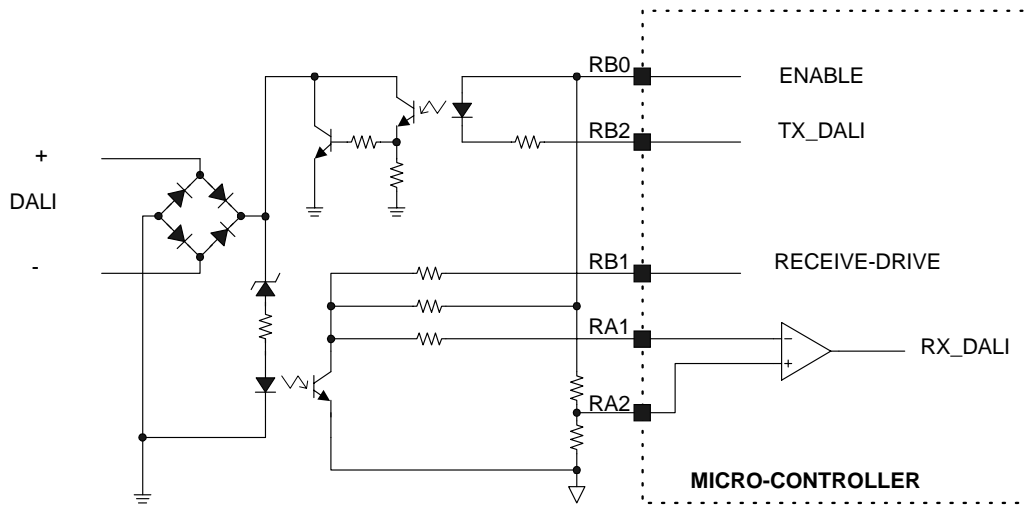 RB0
ENABLE
RB2
TX_DALI
+
DALI
-
RB1
RECEIVE-DRIVE
RA1
−
+
RX_DALI
RA2
MICRO-CONTROLLER